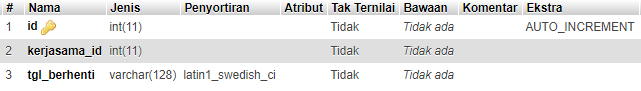 # Nama Jenis Penyortiran Atribut Tak Ternilai Bawaan Komentar Ekstra
1 id int(11) Tidak Tidak ada AUTO_INCREMENT
2 kerjasama_id int(11) Tidak Tidak ada
3 tgl_berhenti varchar(128) latin1_swedish_ci Tidak Tidak ada